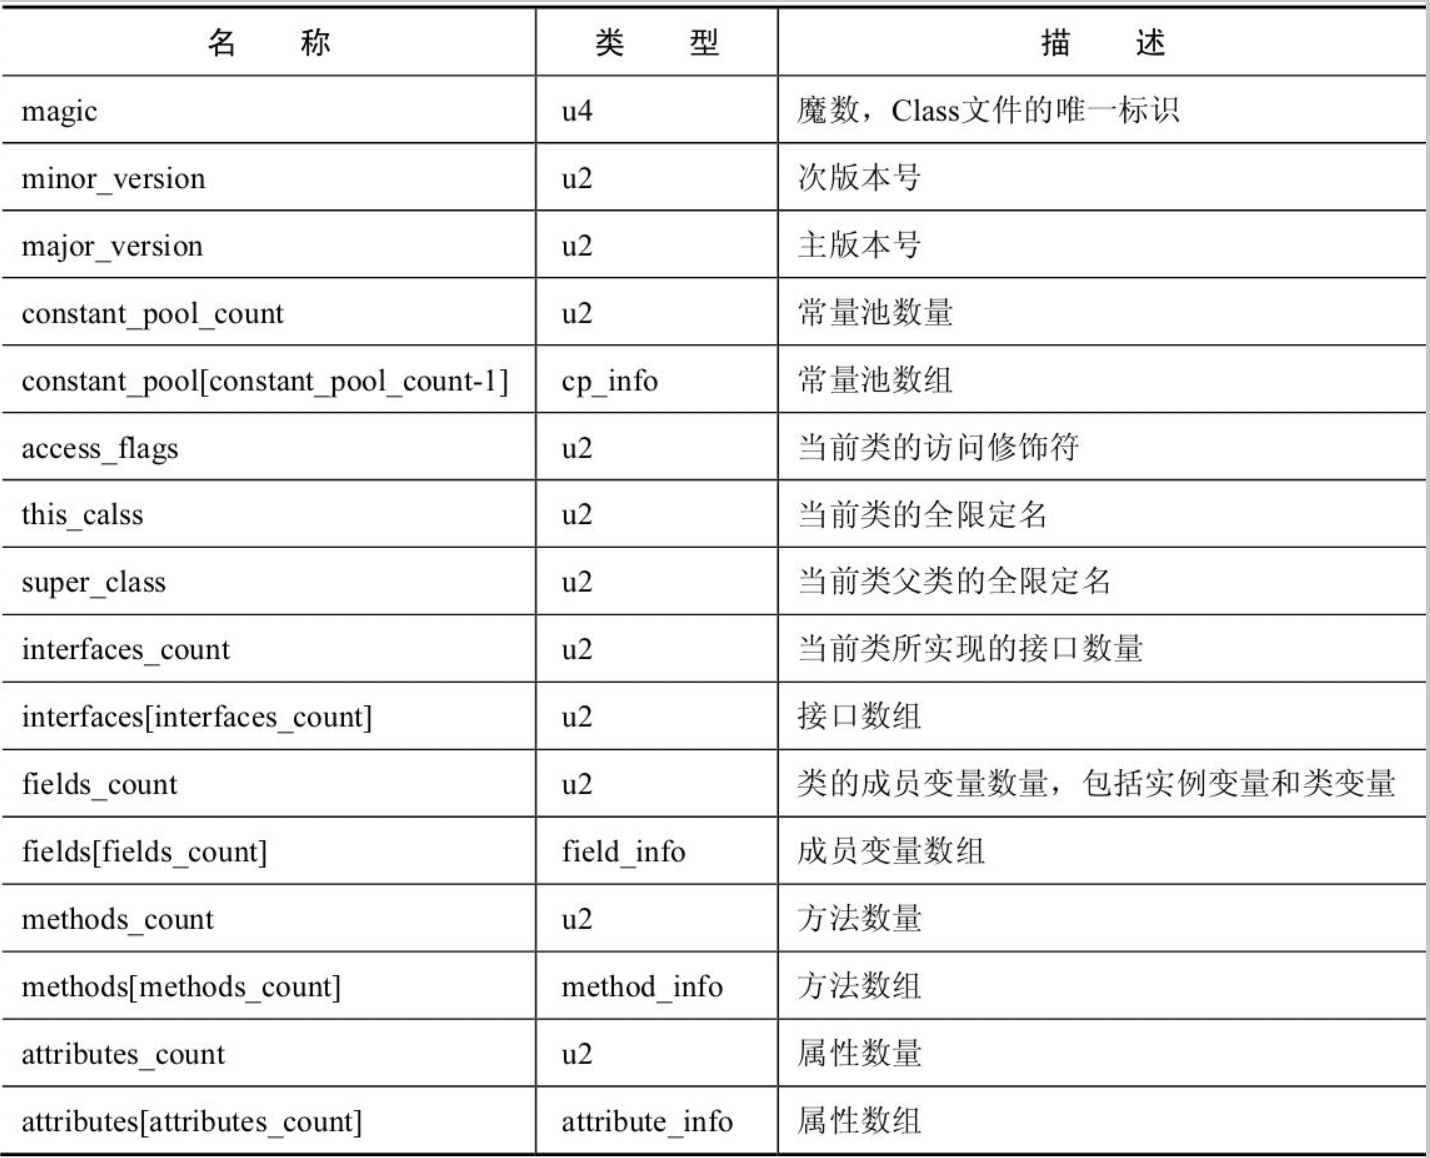 名 称 类 型 描 述
magic u4 魔数，Class文件的唯一标识
minor_version u2 次版本号
major_version u2 主版本号
constant_pool_count u2 常量池数量
constant_pool[constant_pool_count-1] cp_info 常量池数组
access_flags u2 当前类的访问修饰符
this_calss u2 当前类的全限定名
super_class u2 当前类父类的全限定名
interfaces_count u2 当前类所实现的接口数量
interfaces[interfaces_count] u2 接口数组
fields_count u2 类的成员变量数量，包括实例变量和类变量
fields[fields_count] field_info 成员变量数组
methods_count u2 方法数量
methods[methods_count] method_info 方法数组
attributes_count u2 属性数量
attributes[attributes_count] attribute_info 属性数组